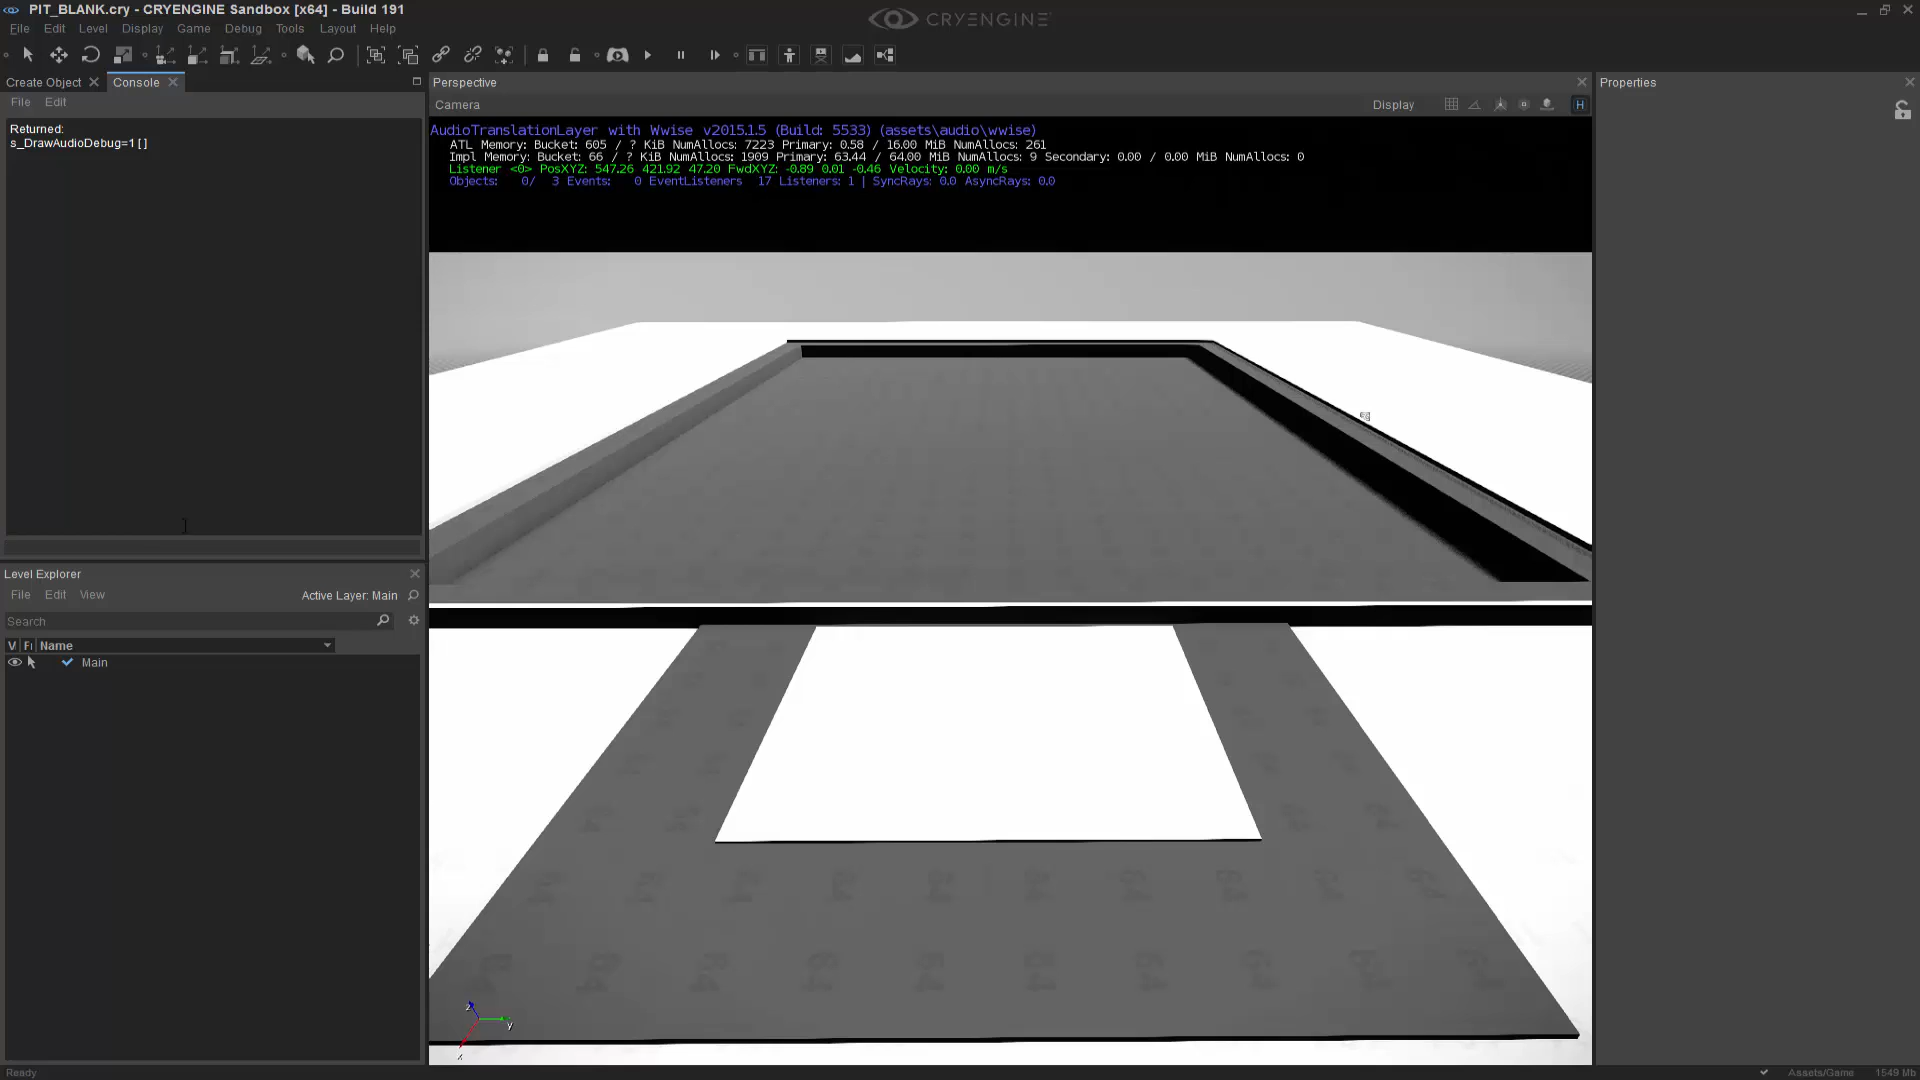 PIT_BLANK.cry - CRYENGINE Sandbox [x64] - Build 191
CRYENGINE
File Edit Level Display Game Debug Tools Layout Help
Create Object Console
File Edit
Returned:
s_DrawAudioDebug=1 [ ]
Perspective
Camera
Display
H
AudioTranslationLayer with Wwise v2015.1.5 (Build: 5533) (assets\audio\wwise)
ATL Memory: Bucket: 605 / ? KiB NumAllocs: 7223 Primary: 0.58 / 16.00 MiB NumAllocs: 261
Impl Memory: Bucket: 66 / ? KiB NumAllocs: 1909 Primary: 63.44 / 64.00 MiB NumAllocs: 9 Secondary: 0.00 / 0.00 MiB NumAllocs: 0
Listener <0> PosXYZ: 547.26 421.92 47.20 FwdXYZ: -0.89 0.01 -0.46 Velocity: 0.00 m/s
Objects: 0/ 3 Events: 0 EventListeners 17 Listeners: 1 | SyncRays: 0.0 AsyncRays: 0.0
Properties
Level Explorer
File Edit View
Active Layer: Main
Search
V Fr Name
Main
z
y
x
Ready
Assets/Game
1549 Mb